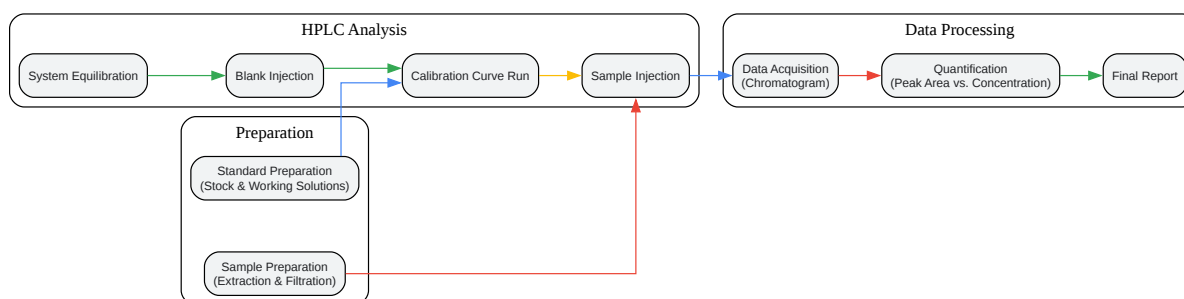 HPLC Analysis
System Equilibration
Blank Injection
Calibration Curve Run
Sample Injection
Data Processing
Data Acquisition
(Chromatogram)
Quantification
(Peak Area vs. Concentration)
Final Report
Preparation
Standard Preparation
(Stock & Working Solutions)
Sample Preparation
(Extraction & Filtration)